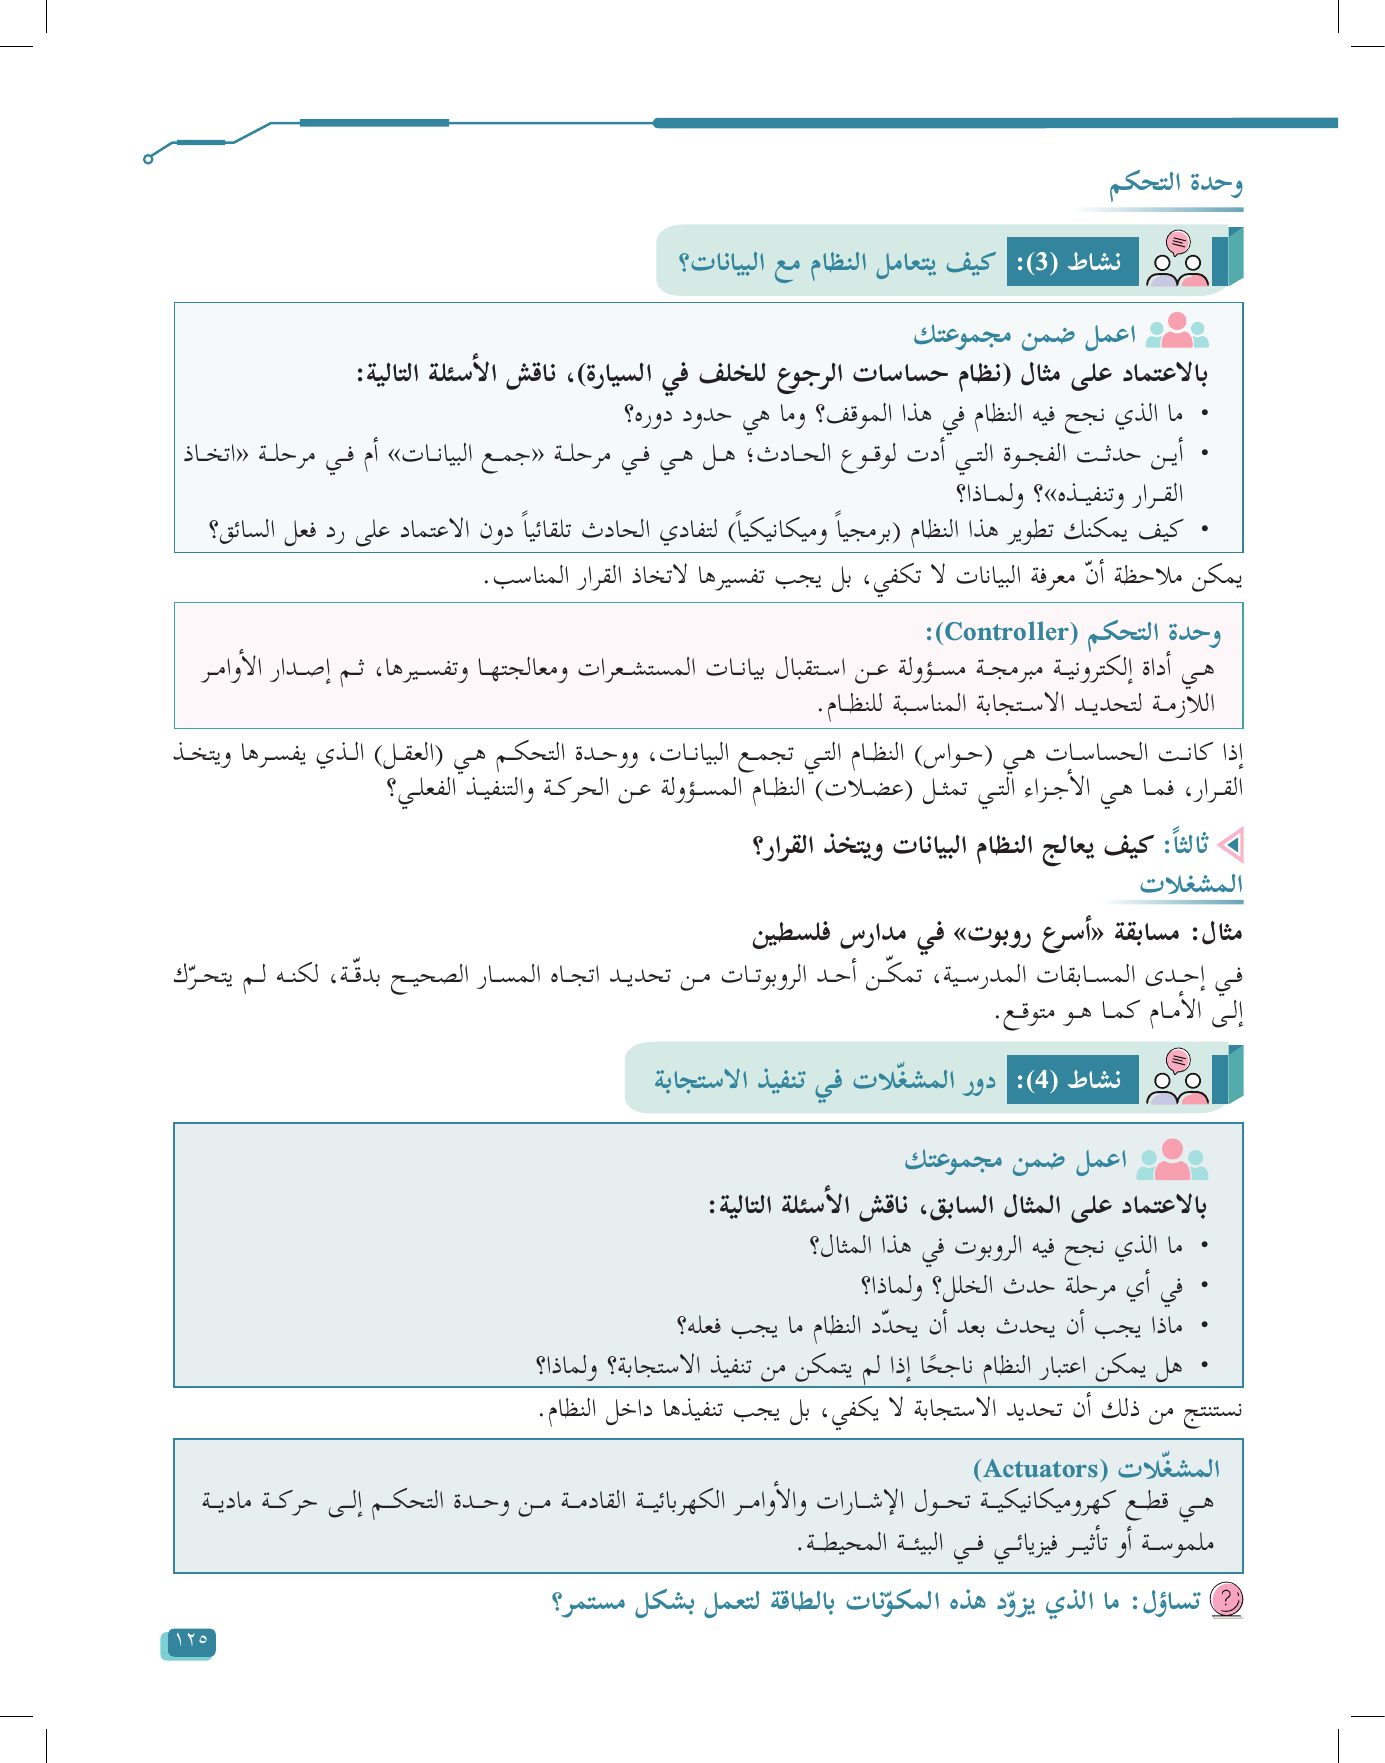 وحدة التحكم
نشاط (3): كيف يتعامل النظام مع البيانات؟
اعمل ضمن مجموعتك
بالاعتماد على مثال (نظام حساسات الرجوع للخلف في السيارة)، ناقش الأسئلة التالية:
• ما الذي نجح فيه النظام في هذا الموقف؟ وما هي حدود دوره؟
• أين حدثت الفجوة التي أدت لوقوع الحادث؛ هل هي في مرحلة «جمع البيانات» أم في مرحلة «اتخاذ
القرار وتنفيذه»؟ ولماذا؟
• كيف يمكنك تطوير هذا النظام (برمجياً وميكانيكياً) لتفادي الحادث تلقائياً دون الاعتماد على رد فعل السائق؟
يمكن ملاحظة أنّ معرفة البيانات لا تكفي، بل يجب تفسيرها لاتخاذ القرار المناسب.
وحدة التحكم (Controller):
هي أداة إلكترونية مبرمجة مسؤولة عن استقبال بيانات المستشعرات ومعالجتها وتفسيرها، ثم إصدار الأوامر
اللازمة لتحديد الاستجابة المناسبة للنظام.
إذا كانت الحساسات هي (حواس) النظام التي تجمع البيانات، ووحدة التحكم هي (العقل) الذي يفسرها ويتخذ
القرار، فما هي الأجزاء التي تمثل (عضلات) النظام المسؤولة عن الحركة والتنفيذ الفعلي؟
ثالثاً: كيف يعالج النظام البيانات ويتخذ القرار؟
المشغلات
مثال: مسابقة «أسرع روبوت» في مدارس فلسطين
في إحدى المسابقات المدرسية، تمكّن أحد الروبوتات من تحديد اتجاه المسار الصحيح بدقّة، لكنه لم يتحرّك
إلى الأمام كما هو متوقع.
نشاط (4): دور المشغّلات في تنفيذ الاستجابة
اعمل ضمن مجموعتك
بالاعتماد على المثال السابق، ناقش الأسئلة التالية:
• ما الذي نجح فيه الروبوت في هذا المثال؟
• في أي مرحلة حدث الخلل؟ ولماذا؟
• ماذا يجب أن يحدث بعد أن يحدّد النظام ما يجب فعله؟
• هل يمكن اعتبار النظام ناجحًا إذا لم يتمكن من تنفيذ الاستجابة؟ ولماذا؟
نستنتج من ذلك أن تحديد الاستجابة لا يكفي، بل يجب تنفيذها داخل النظام.
المشغّلات (Actuators)
هي قطع كهروميكانيكية تحول الإشارات والأوامر الكهربائية القادمة من وحدة التحكم إلى حركة مادية
ملموسة أو تأثير فيزيائي في البيئة المحيطة.
تساؤل: ما الذي يزوّد هذه المكوّنات بالطاقة لتعمل بشكل مستمر؟
١٢٥